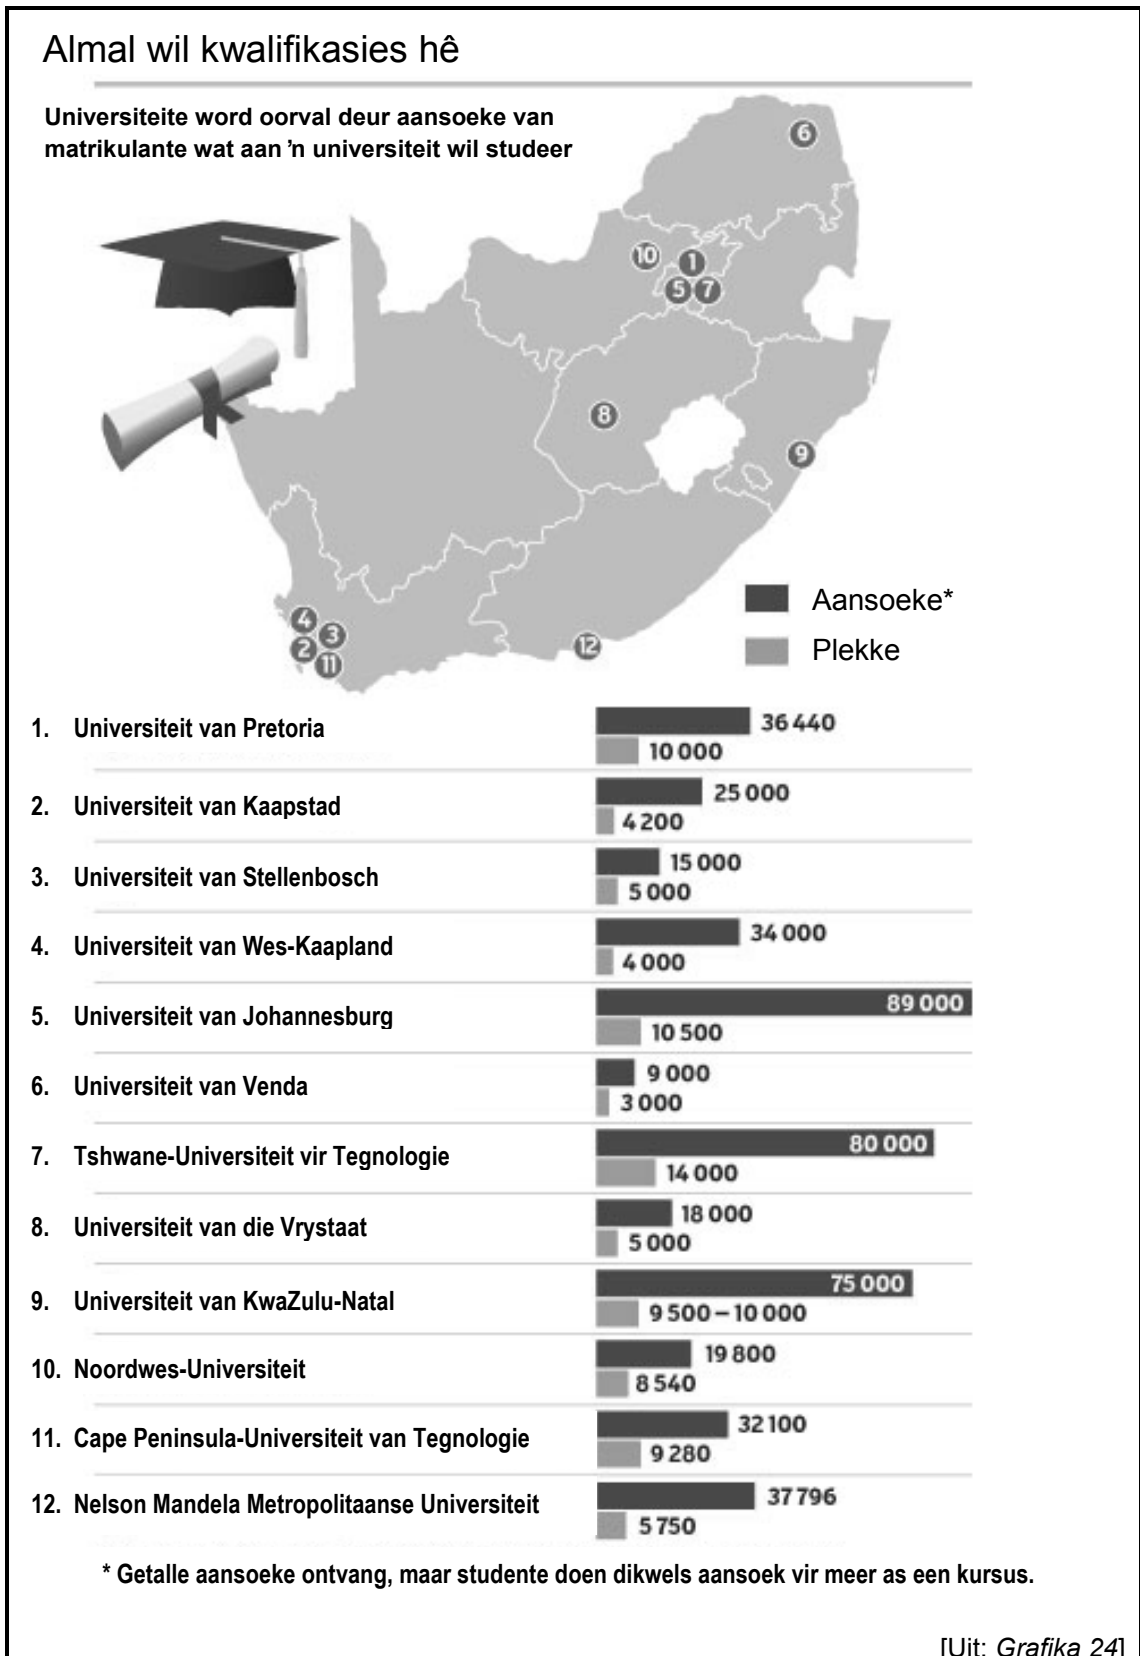 Almal wil kwalifikasies hê
Universiteite word oorval deur aansoeke van
matrikulante wat aan 'n universiteit wil studeer
6
10
1
5 7
8
9
4
3
2
11
12
Aansoeke*
Plekke
1. Universiteit van Pretoria
36 440
10 000
2. Universiteit van Kaapstad
25 000
4 200
3. Universiteit van Stellenbosch
15 000
5 000
4. Universiteit van Wes-Kaapland
34 000
4 000
5. Universiteit van Johannesburg
89 000
10 500
6. Universiteit van Venda
9 000
3 000
7. Tshwane-Universiteit vir Tegnologie
80 000
14 000
8. Universiteit van die Vrystaat
18 000
5 000
9. Universiteit van KwaZulu-Natal
75 000
9 500 – 10 000
10. Noordwes-Universiteit
19 800
8 540
11. Cape Peninsula-Universiteit van Tegnologie
32 100
9 280
12. Nelson Mandela Metropolitaanse Universiteit
37 796
5 750
* Getalle aansoeke ontvang, maar studente doen dikwels aansoek vir meer as een kursus.
[Uit: Grafika 24]